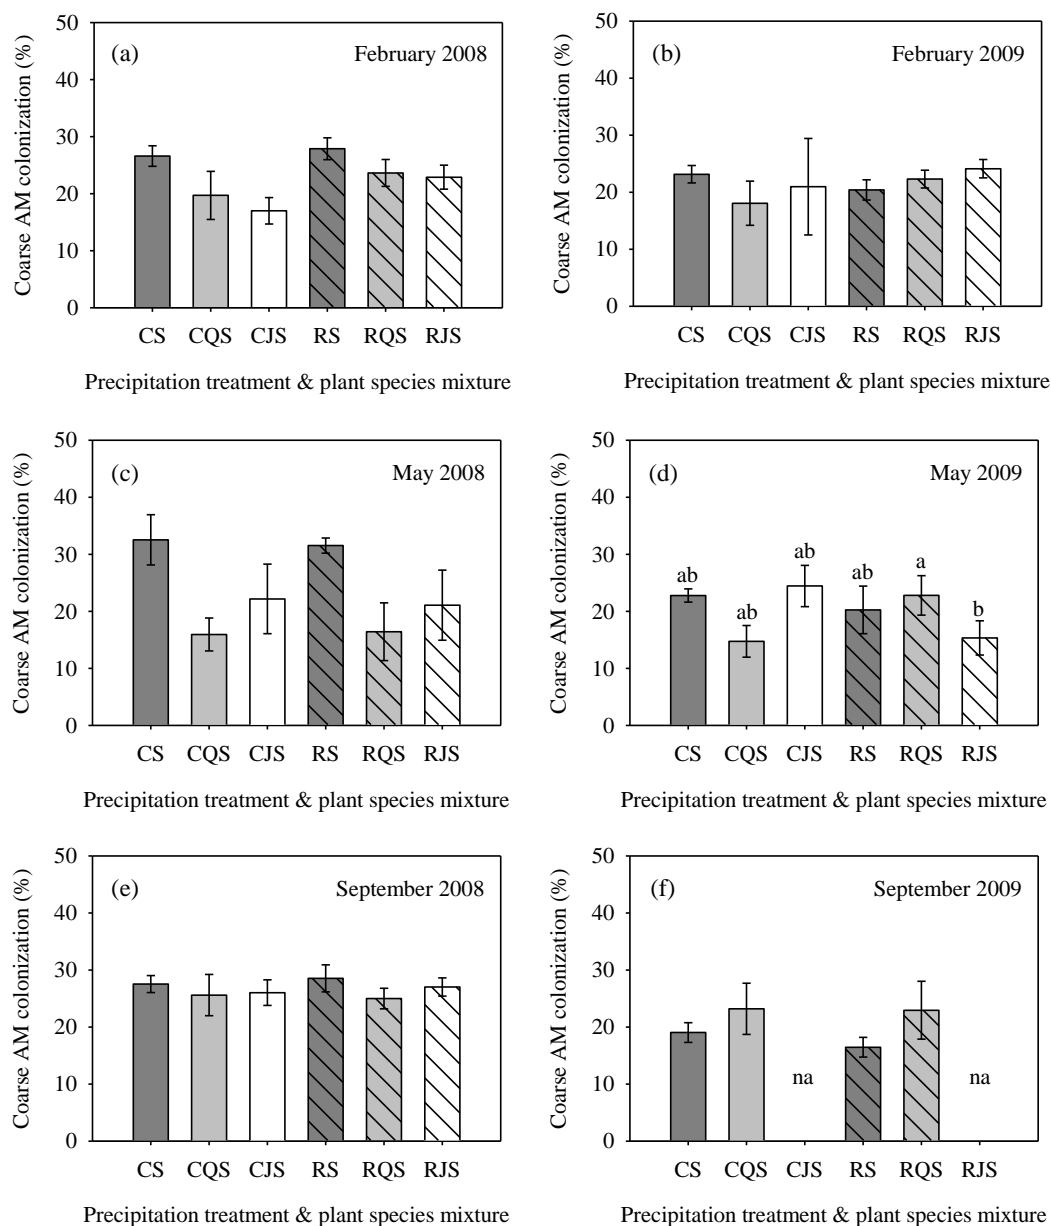 (a) February 2008
Coarse AM colonization (%)
50
40
30
20
10
0
CS CQS CJS RS RQS RJS
Precipitation treatment & plant species mixture
(b) February 2009
Coarse AM colonization (%)
50
40
30
20
10
0
CS CQS CJS RS RQS RJS
Precipitation treatment & plant species mixture
(c) May 2008
Coarse AM colonization (%)
50
40
30
20
10
0
CS CQS CJS RS RQS RJS
Precipitation treatment & plant species mixture
(d) May 2009
Coarse AM colonization (%)
50
40
30
20
10
0
ab ab ab ab a b
CS CQS CJS RS RQS RJS
Precipitation treatment & plant species mixture
(e) September 2008
Coarse AM colonization (%)
50
40
30
20
10
0
CS CQS CJS RS RQS RJS
Precipitation treatment & plant species mixture
(f) September 2009
Coarse AM colonization (%)
50
40
30
20
10
0
na na
CS CQS CJS RS RQS RJS
Precipitation treatment & plant species mixture